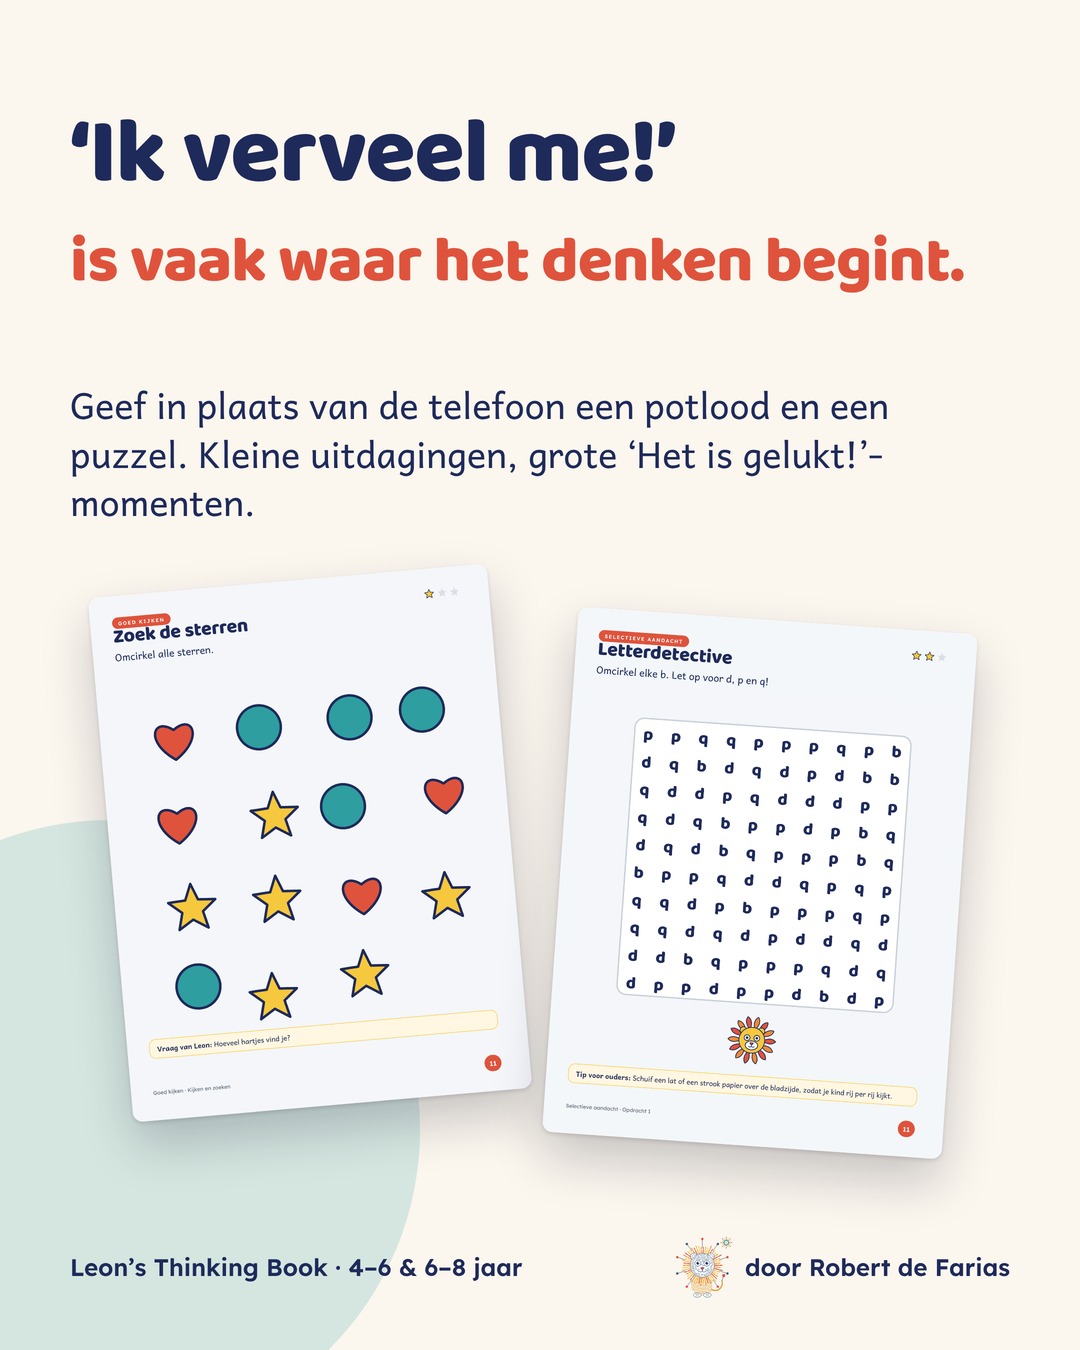 ‘Ik verveel me!’
is vaak waar het denken begint.
Geef in plaats van de telefoon een potlood en een
puzzel. Kleine uitdagingen, grote ‘Het is gelukt!’-
momenten.
GOED KIJKEN
Zoek de sterren
Omcirkel alle sterren.
Vraag van Leon: Hoeveel hartjes vind je?
11
Goed kijken · Kijken en zoeken
SELECTIEVE AANDACHT
Letterdetective
Omcirkel elke b. Let op voor d, p en q!
p p q q p p p q p b
d q b d q d p d b b
q d d p q d d d p p
q d q b p p d p b q
d q d b q p p p b q
b p p q d d q p q p
q q d p b p p p q p
q q d q d p d d q d
d d b q p p p q d q
d p p d p p d b d p
Tip voor ouders: Schuif een lat of een strook papier over de bladzijde, zodat je kind rij per rij kijkt.
Selectieve aandacht · Opdracht 1
11
Leon’s Thinking Book · 4–6 & 6–8 jaar
door Robert de Farias